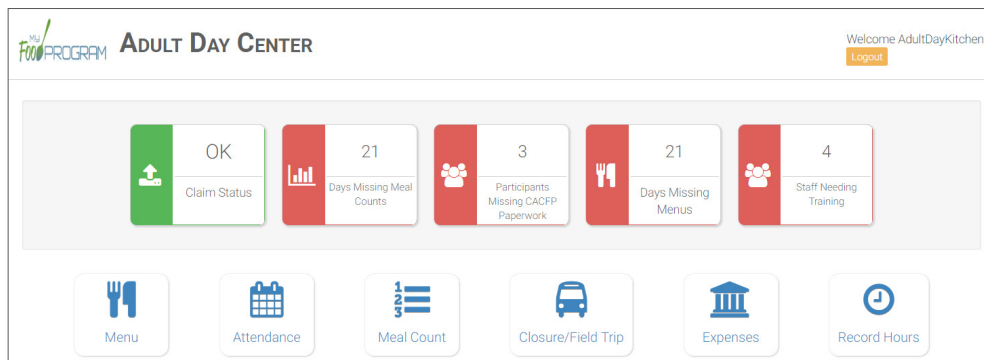 MY
FOOD PROGRAM
ADULT DAY CENTER
Welcome AdultDayKitchen
Logout
OK
Claim Status
21
Days Missing Meal
Counts
3
Participants
Missing CACFP
Paperwork
21
Days Missing
Menus
4
Staff Needing
Training
1
2
3
Menu
Attendance
Meal Count
Closure/Field Trip
Expenses
Record Hours